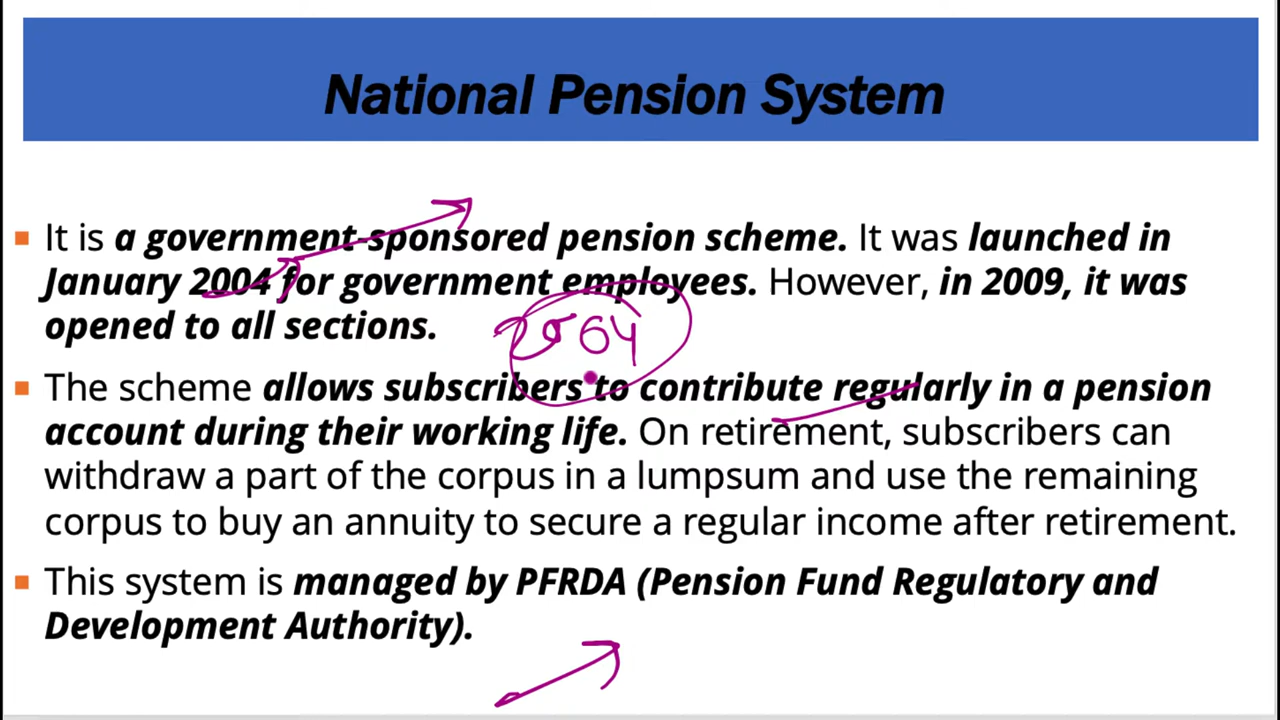 National Pension System
It is a government-sponsored pension scheme. It was launched in
January 2004 for government employees. However, in 2009, it was
opened to all sections.
2004
The scheme allows subscribers to contribute regularly in a pension
account during their working life. On retirement, subscribers can
withdraw a part of the corpus in a lumpsum and use the remaining
corpus to buy an annuity to secure a regular income after retirement.
This system is managed by PFRDA (Pension Fund Regulatory and
Development Authority).